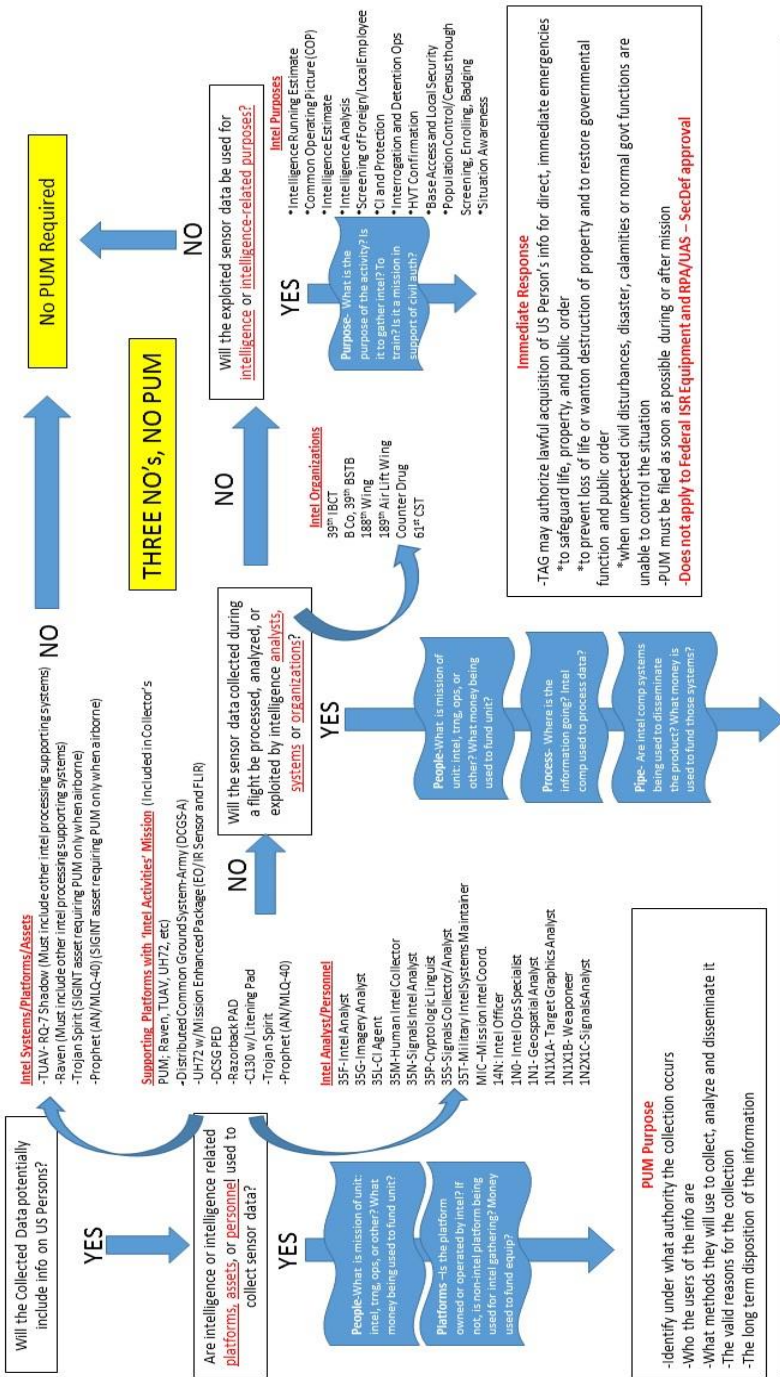 Will the Collected Data potentially
include info on US Persons?
YES
NO
No PUM Required
Intel Systems/Platforms/Assets
-TUAV- RQ-7 Shadow (Must include other intel processing supporting systems)
-Raven (Must include other intel processing supporting systems)
-Trojan Spirit (SIGINT asset requiring PUM only when airborne)
-Prophet (AN/MLQ-40) (SIGINT asset requiring PUM only when airborne)
THREE NO's, NO PUM
Supporting Platforms with 'Intel Activities' Mission (Included in Collector's
PUM; Raven, TUAV, UH72, etc)
-Distributed Common Ground System-Army (DCGS-A)
-UH72 w/Mission Enhanced Package (EO/IR Sensor and FLIR)
-DCSG PED
-Razorback PAD
-C130 w/Litening Pad
-Trojan Spirit
-Prophet (AN/MLQ-40)
Are intelligence or intelligence related
platforms, assets, or personnel used to
collect sensor data?
YES
NO
Will the sensor data collected during
a flight be processed, analyzed, or
exploited by intelligence analysts,
systems or organizations?
YES
NO
Will the exploited sensor data be used for
intelligence or intelligence-related purposes?
YES
NO
Intel Analyst/Personnel
35F-Intel Analyst
35G-Imagery Analyst
35L-CI Agent
35M-Human Intel Collector
35N-Signals Intel Analyst
35P-Cryptologic Linguist
35S-Signals Collector/Analyst
35T-Military Intel Systems Maintainer
MIC –Mission Intel Coord.
14N: Intel Officer
1N0- Intel Ops Specialist
1N1- Geospatial Analyst
1N1X1A- Target Graphics Analyst
1N1X1B- Weaponeer
1N2X1C-SignalsAnalyst
Intel Organizations
39th IBCT
B Co, 39th BSTB
188th Wing
189th Air Lift Wing
Counter Drug
61st CST
Intel Purposes
*Intelligence Running Estimate
*Common Operating Picture (COP)
*Intelligence Estimate
*Intelligence Analysis
*Screening of Foreign/Local Employee
*CI and Protection
*Interrogation and Detention Ops
*HVT Confirmation
*Base Access and Local Security
*Population Control/Census though
Screening, Enrolling, Badging
*Situation Awareness
People-What is mission of unit:
intel, trng, ops, or other? What
money being used to fund unit?
Platforms –Is the platform
owned or operated by intel? If
not, is non-intel platform being
used for intel gathering? Money
used to fund equip?
People-What is mission of
unit: intel, trng, ops, or
other? What money being
used to fund unit?
Process- Where is the
information going? Intel
comp used to process data?
Pipe- Are intel comp systems
being used to disseminate
the product? What money is
used to fund those systems?
Purpose- What is the
purpose of the activity? Is
it to gather intel? To
train? Is it a mission in
support of civil auth?
PUM Purpose
-Identify under what authority the collection occurs
-Who the users of the info are
-What methods they will use to collect, analyze and disseminate it
-The valid reasons for the collection
-The long term disposition of the information
Immediate Response
-TAG may authorize lawful acquisition of US Person's info for direct, immediate emergencies
*to safeguard life, property, and public order
*to prevent loss of life or wanton destruction of property and to restore governmental
function and public order
*when unexpected civil disturbances, disaster, calamities or normal govt functions are
unable to control the situation
-PUM must be filed as soon as possible during or after mission
-Does not apply to Federal ISR Equipment and RPA/UAS – SecDef approval